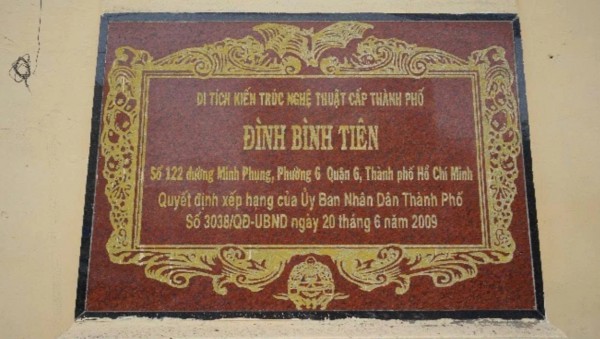 DI TÍCH KIẾN TRÚC NGHỆ THUẬT CẤP THÀNH PHỐ
ĐÌNH BÌNH TIÊN
Số 122 đường Minh Phụng, Phường 6 Quận 6, Thành phố Hồ Chí Minh
Quyết định xếp hạng của Ủy Ban Nhân Dân Thành Phố
Số 3038/QĐ-UBND ngày 20 tháng 6 năm 2009